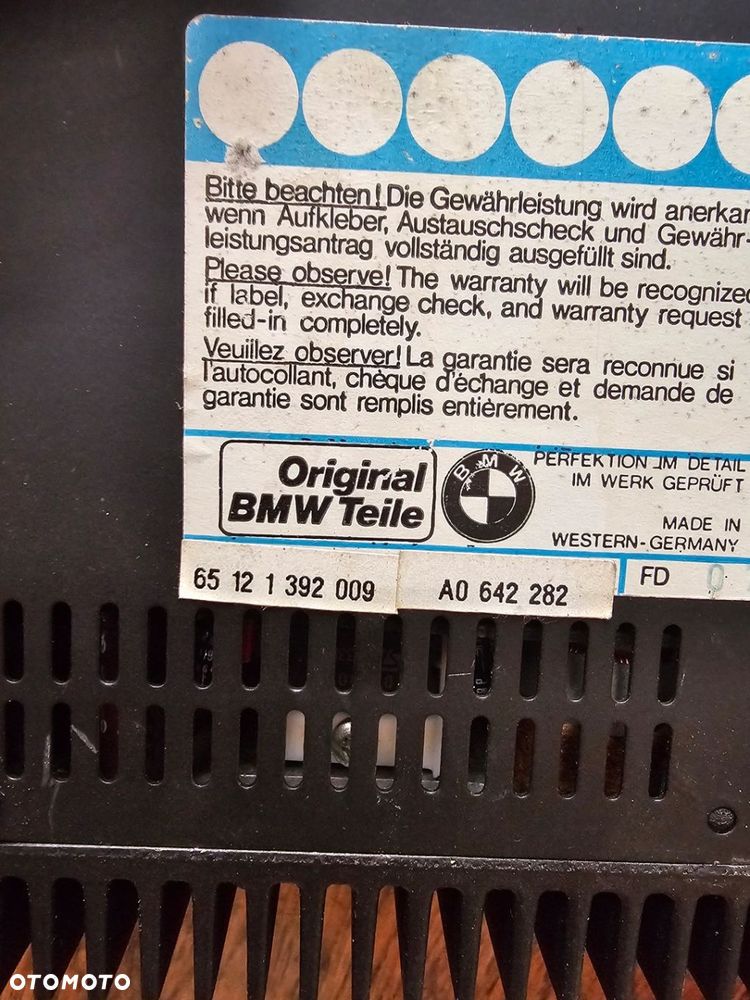 Bitte beachten! Die Gewährleistung wird anerkan
wenn Aufkleber, Austauschscheck und Gewähr-
leistungsantrag vollständig ausgefüllt sind.
Please observe! The warranty will be recognized
if label, exchange check, and warranty request
filled-in completely.
Veuillez observer! La garantie sera reconnue si
l'autocollant, chèque d'échange et demande de
garantie sont remplis entièrement.
Original
BMW Teile
BMW
PERFEKTION IM DETAIL
IM WERK GEPRÜFT
MADE IN
WESTERN-GERMANY
65 12 1 392 009
A0 642 282
FD 0
OTOMOTO